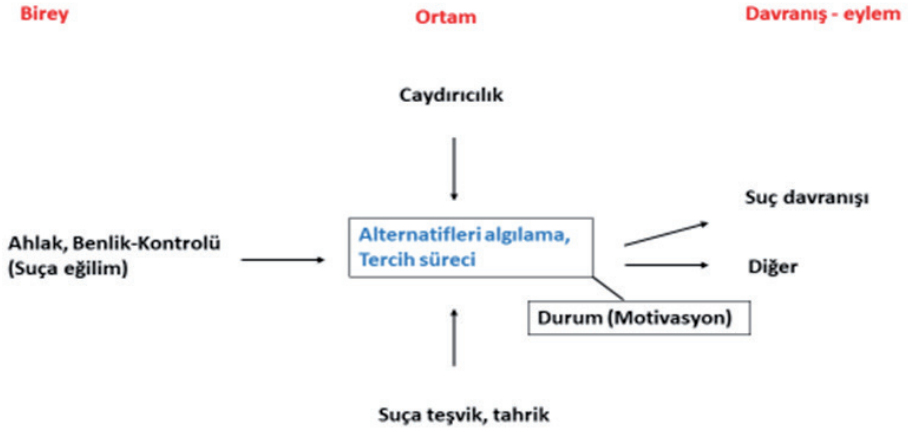 Birey
Ortam
Davranış - eylem
Caydırıcılık
Suç davranışı
Ahlak, Benlik-Kontrolü
(Suça eğilim)
Alternatifleri algılama,
Tercih süreci
Diğer
Durum (Motivasyon)
Suça teşvik, tahrik